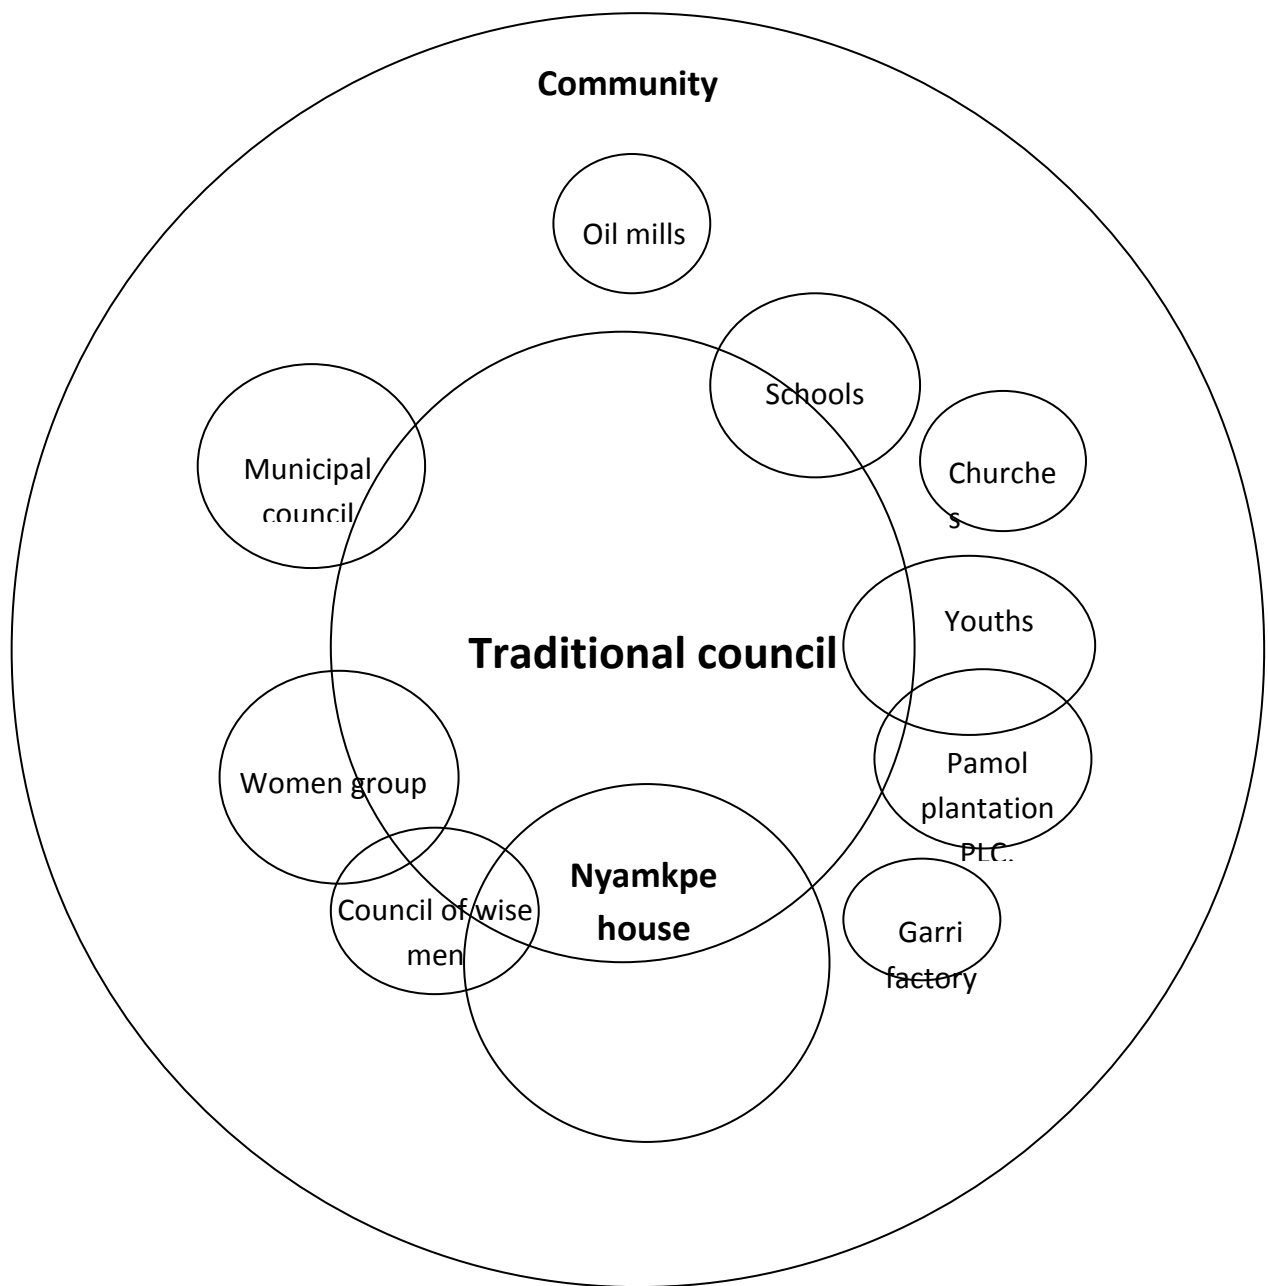 Community
Oil mills
Schools
Municipal
council
Churche
s
Youths
Traditional council
Women group
Pamol
plantation
PLC.
Nyamkpe
house
Council of wise
men
Garri
factory